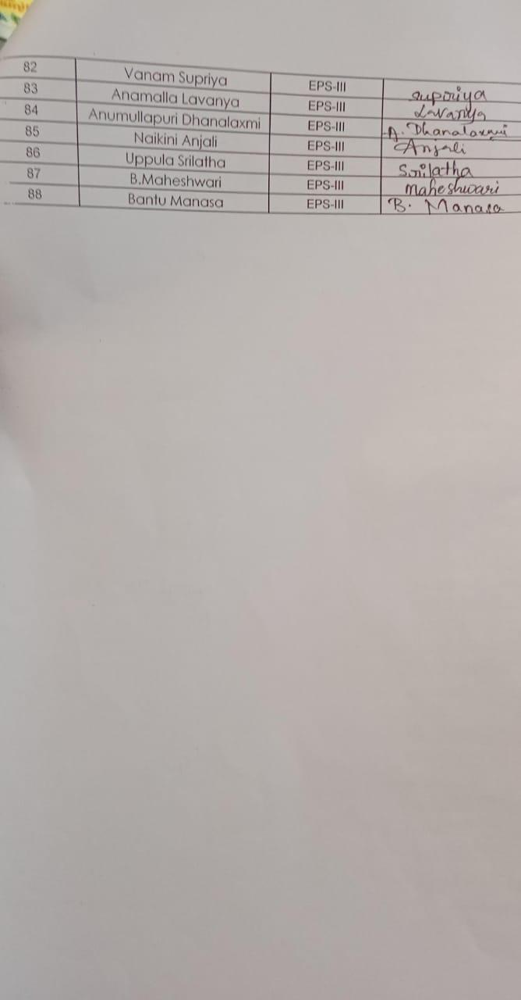 82 Vanam Supriya EPS-III supriya
83 Anamalla Lavanya EPS-III Lavanya
84 Anumullapuri Dhanalaxmi EPS-III A. Dhanalaxmi
85 Naikini Anjali EPS-III Anjali
86 Uppula Srilatha EPS-III Srilatha
87 B.Maheshwari EPS-III maheshwari
88 Bantu Manasa EPS-III B. Manasa